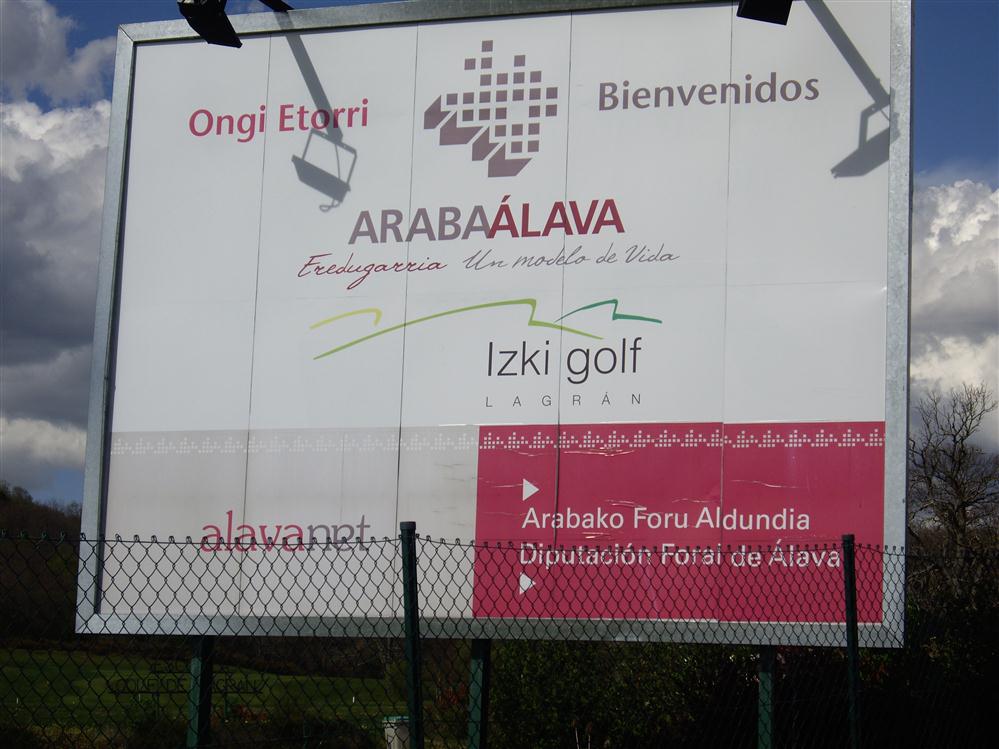 Ongi Etorri
Bienvenidos
ARABAÁLAVA
Eredugarria Un modelo de Vida
Izki golf
LAGRÁN
alavanet
Arabako Foru Aldundia
Diputación Foral de Álava